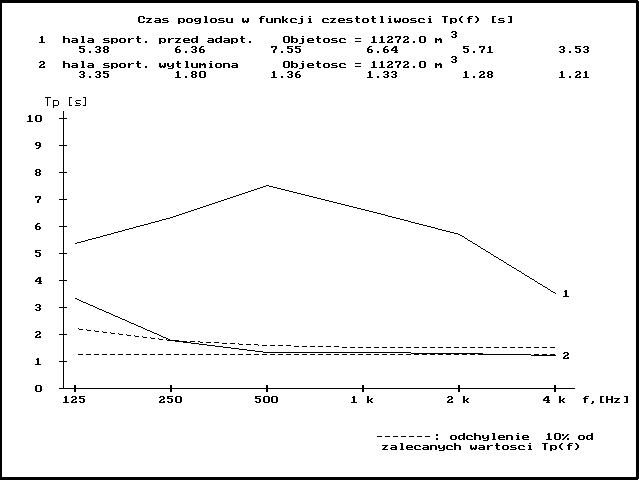 Czas poglosu w funkcji czestotliwosci Tp(f) [s]
1 hala sport. przed adapt. Objetosc = 11272.0 m 3
5.38 6.36 7.55 6.64 5.71 3.53
2 hala sport. wytlumiona Objetosc = 11272.0 m 3
3.35 1.80 1.36 1.33 1.28 1.21
Tp [s]
10
9
8
7
6
5
4
3
2
1
0
1
2
125 250 500 1 k 2 k 4 k f,[Hz]
-------: odchylenie 10% od
zalecanych wartosci Tp(f)